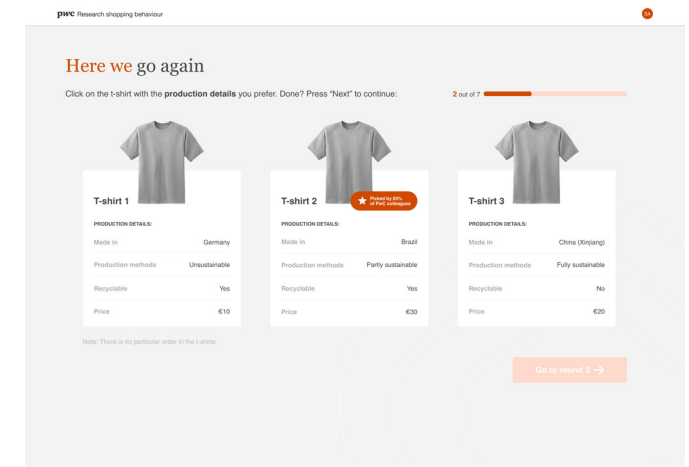 pwc Research shopping behaviour
EA
Here we go again
Click on the t-shirt with the production details you prefer. Done? Press “Next” to continue:
2 out of 7
T-shirt 1
PRODUCTION DETAILS:
Made in Germany
Production methods Unsustainable
Recyclable Yes
Price €10
T-shirt 2
Picked by 63%
of PwC colleagues
PRODUCTION DETAILS:
Made in Brazil
Production methods Partly sustainable
Recyclable Yes
Price €30
T-shirt 3
PRODUCTION DETAILS:
Made in China (Xinjiang)
Production methods Fully sustainable
Recyclable No
Price €20
Note: There is no particular order in the t-shirts
Go to round 3 →